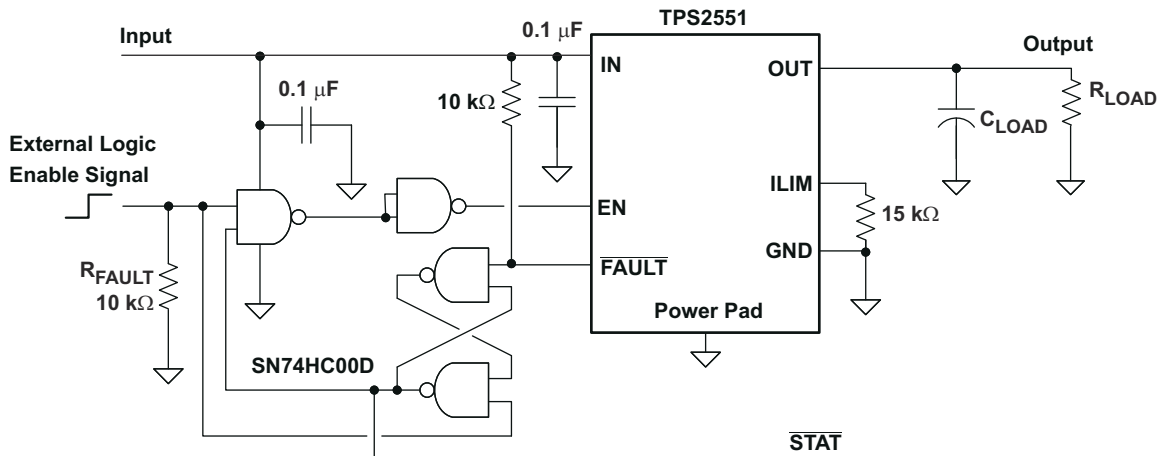 TPS2551
0.1 μF
Input
Output
IN
OUT
0.1 μF
10 kΩ
R_LOAD
C_LOAD
External Logic
Enable Signal
ILIM
EN
15 kΩ
GND
FAULT
R_FAULT
10 kΩ
Power Pad
SN74HC00D
STAT